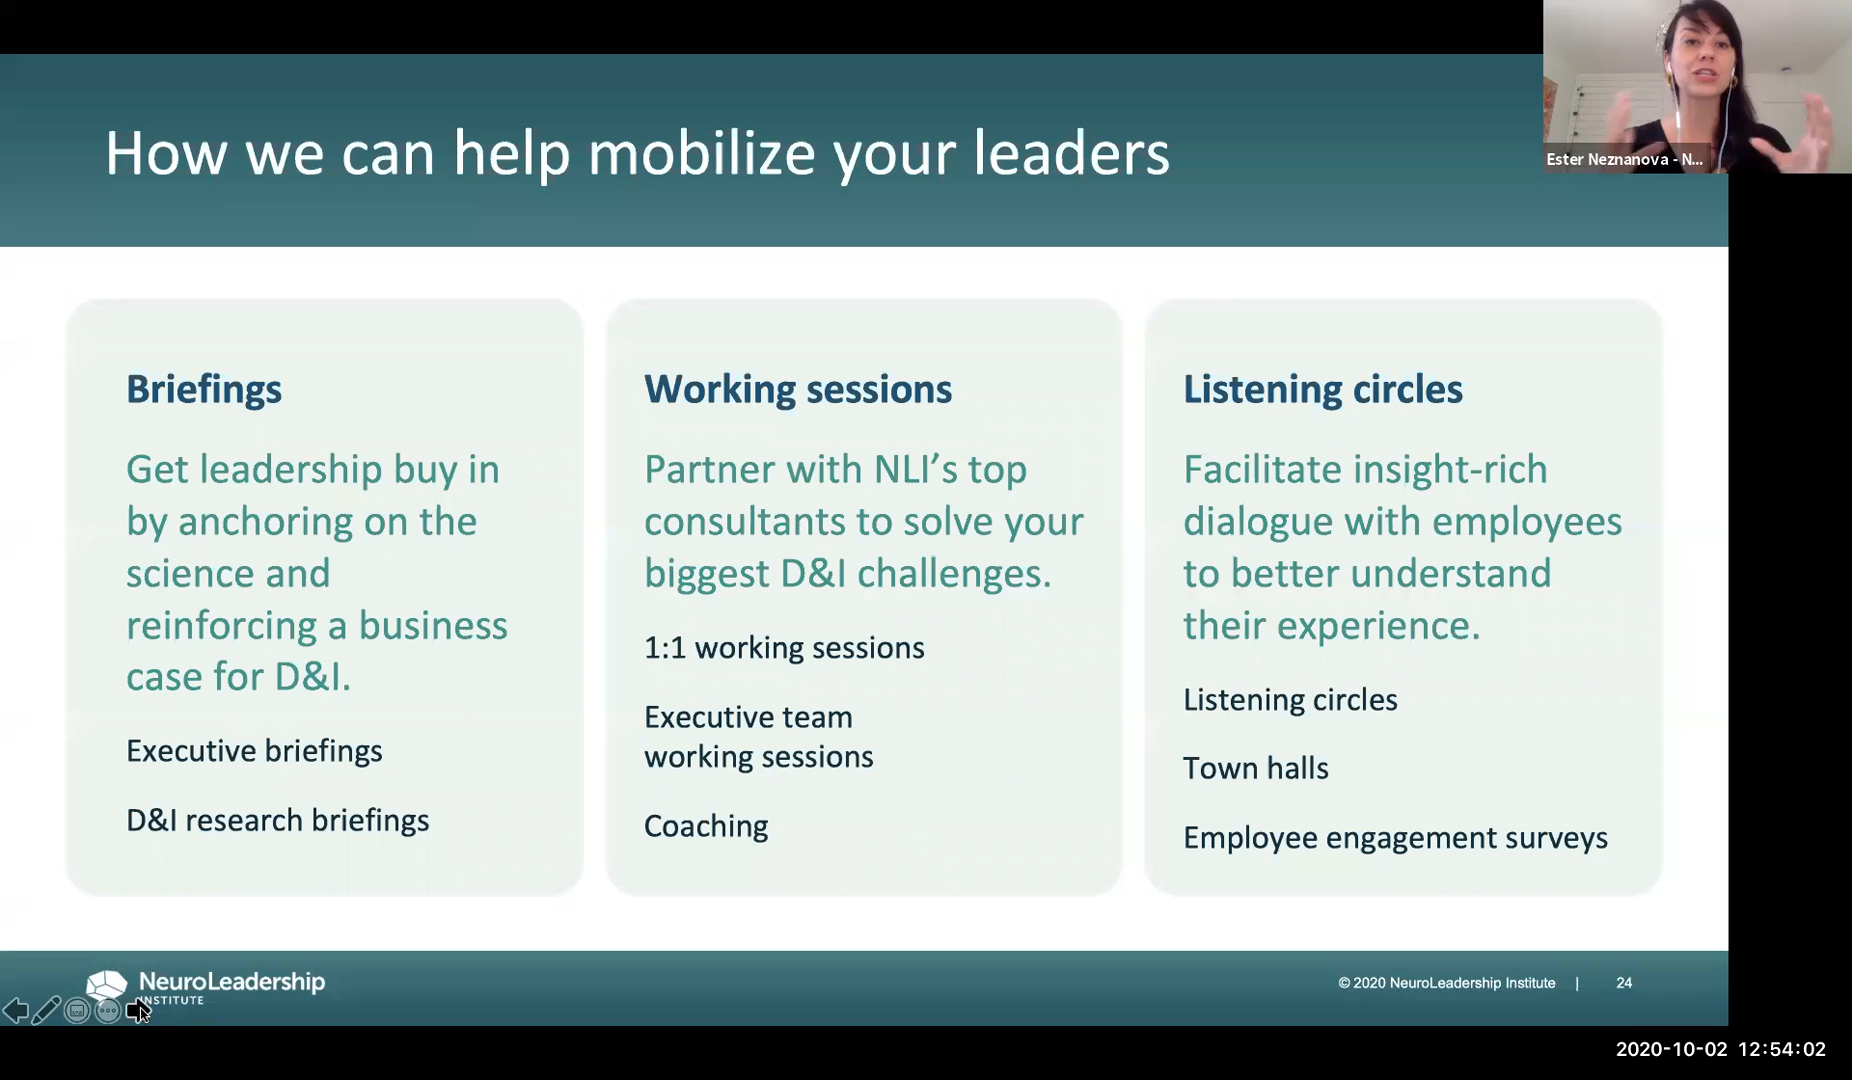 How we can help mobilize your leaders
Ester Neznanova - N...
Briefings
Get leadership buy in
by anchoring on the
science and
reinforcing a business
case for D&I.
Executive briefings
D&I research briefings
Working sessions
Partner with NLI’s top
consultants to solve your
biggest D&I challenges.
1:1 working sessions
Executive team
working sessions
Coaching
Listening circles
Facilitate insight-rich
dialogue with employees
to better understand
their experience.
Listening circles
Town halls
Employee engagement surveys
NeuroLeadership
INSTITUTE
© 2020 NeuroLeadership Institute | 24
2020-10-02 12:54:02